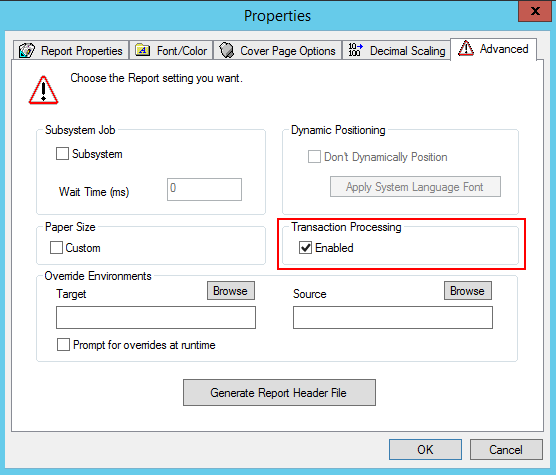 Properties
x
Report Properties
A
Font/Color
Cover Page Options
10→
100
Decimal Scaling
Advanced
Choose the Report setting you want.
Subsystem Job
Dynamic Positioning
Subsystem
Don't Dynamically Position
Wait Time (ms)
0
Apply System Language Font
Paper Size
Transaction Processing
Custom
Enabled
Override Environments
Target
Browse
Source
Browse
Prompt for overrides at runtime
Generate Report Header File
OK
Cancel